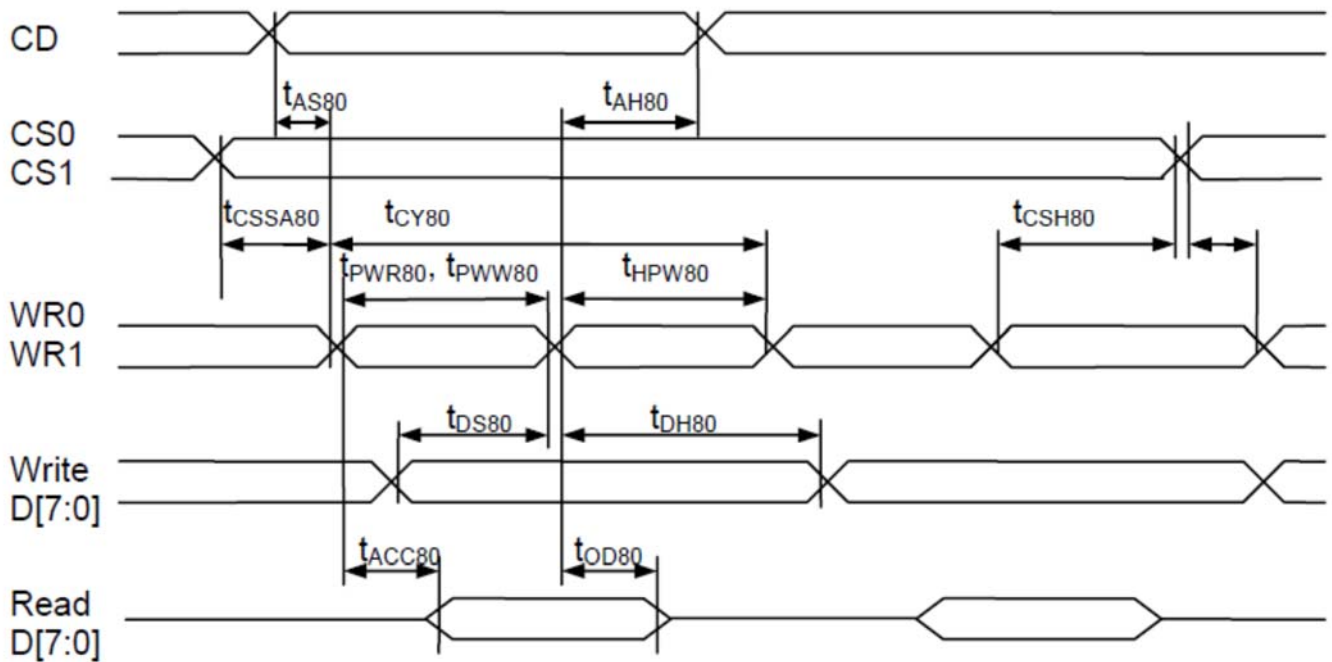 CD
tAS80
tAH80
CS0
CS1
tCSSA80
tCY80
tCSH80
tPWR80, tPWW80
tHPW80
WR0
WR1
tDS80
tDH80
Write
D[7:0]
tACC80
tOD80
Read
D[7:0]